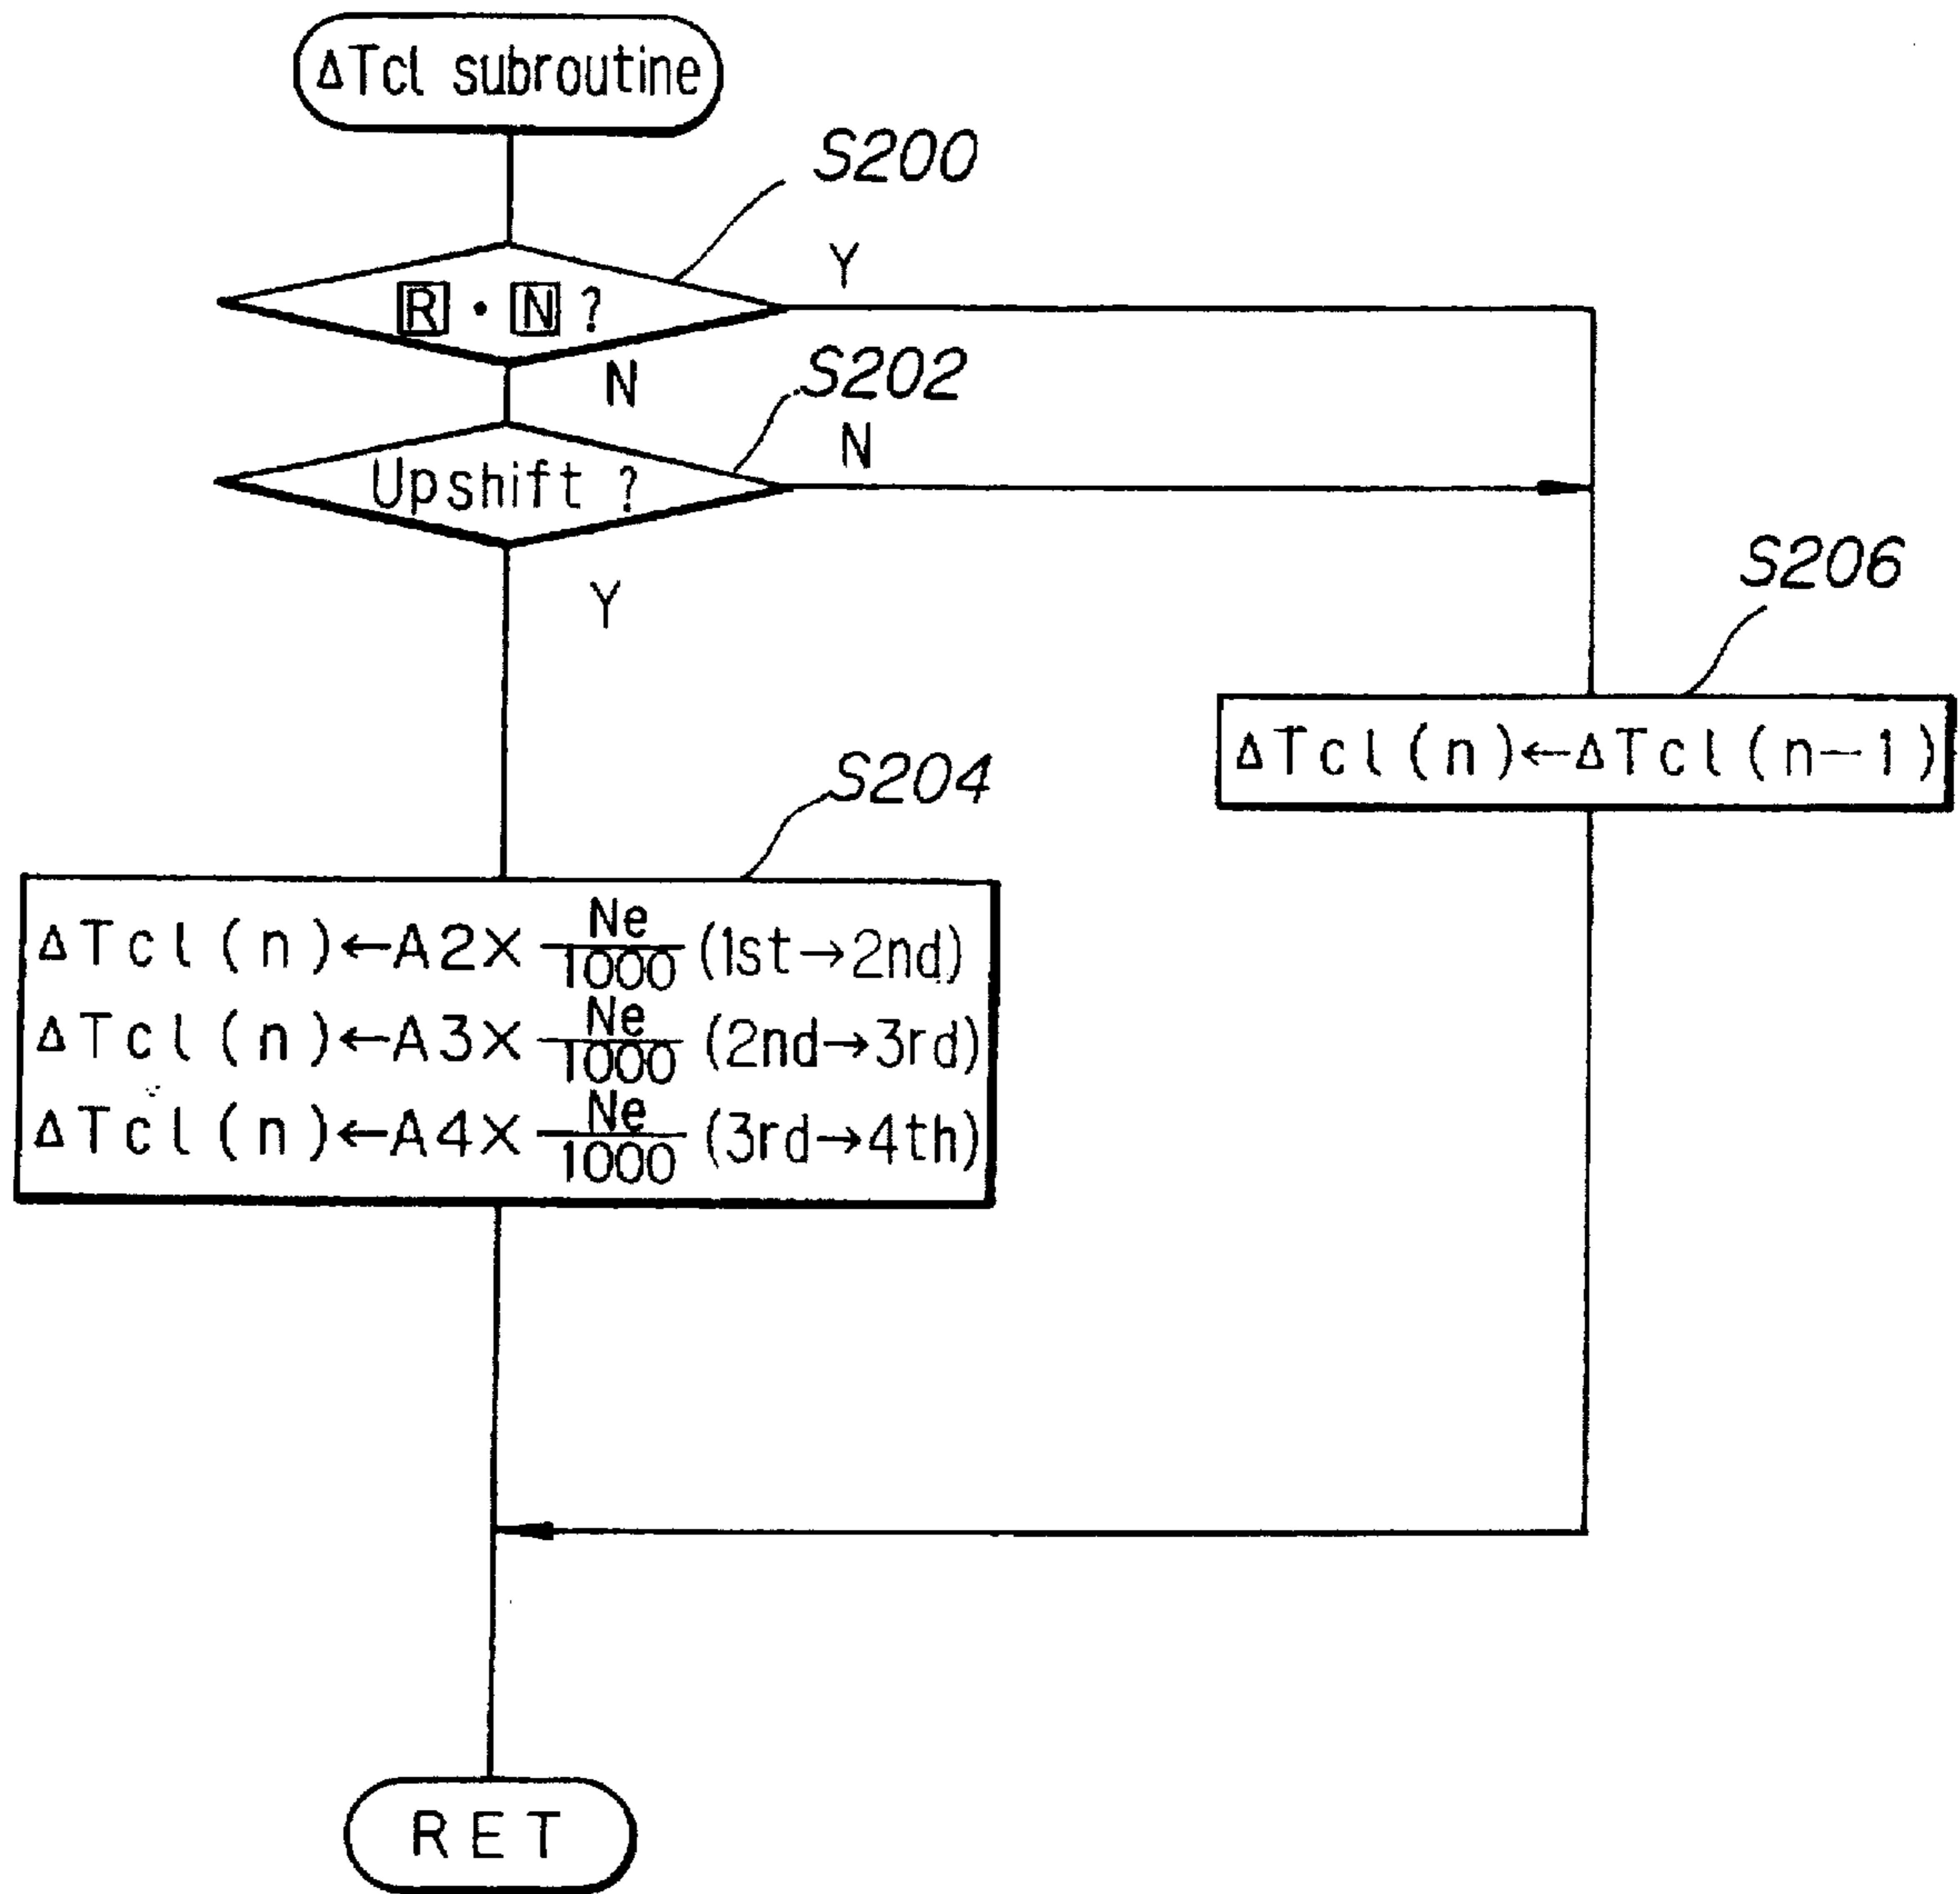 ΔTcl subroutine
S200
R · N ?
Y
N
S202
Upshift ?
N
Y
S206
ΔTcl(n)←ΔTcl(n-1)
S204
ΔTcl(n)←A2× Ne/1000 (1st→2nd)
ΔTcl(n)←A3× Ne/1000 (2nd→3rd)
ΔTcl(n)←A4× Ne/1000 (3rd→4th)
RET